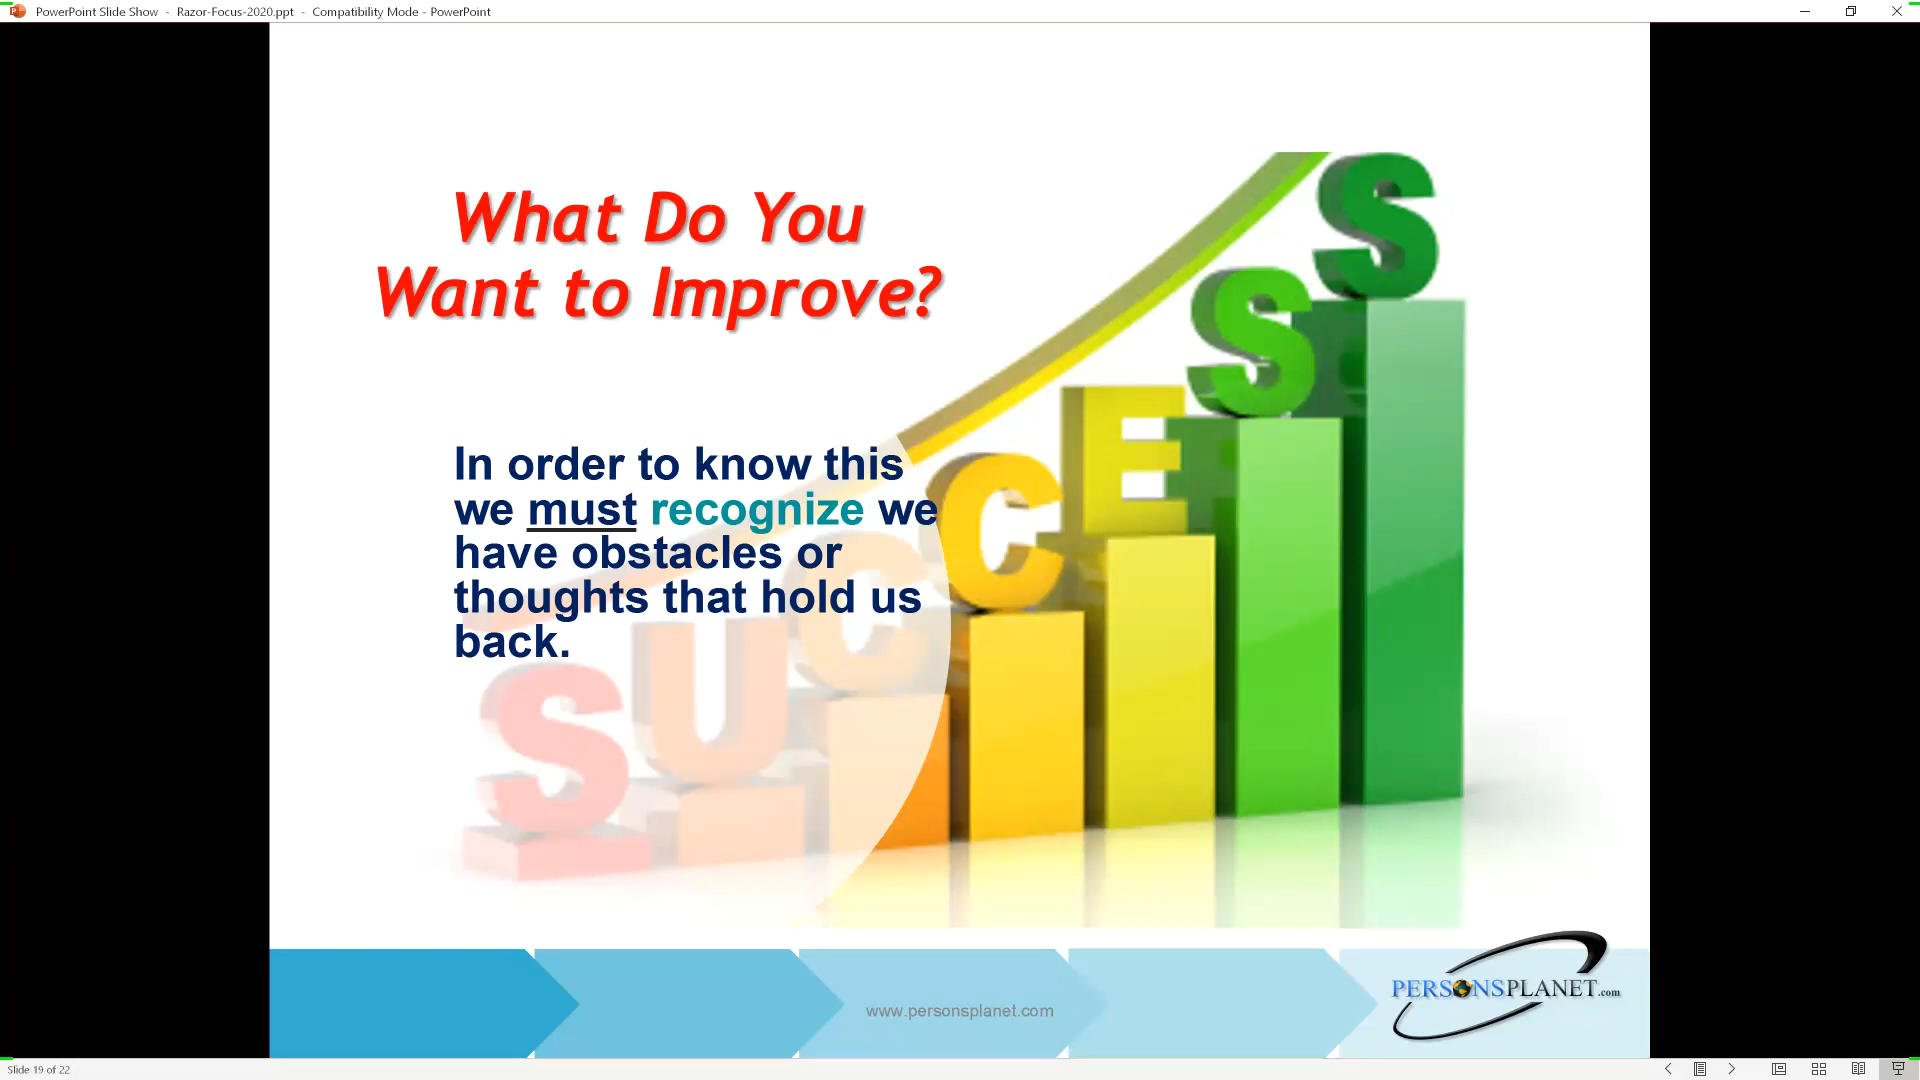 PowerPoint Slide Show - Razor-Focus-2020.ppt - Compatibility Mode - PowerPoint
What Do You
Want to Improve?
In order to know this
we must recognize we
have obstacles or
thoughts that hold us
back.
SUCCESS
www.personsplanet.com
PERSONSPLANET.com
Slide 19 of 22